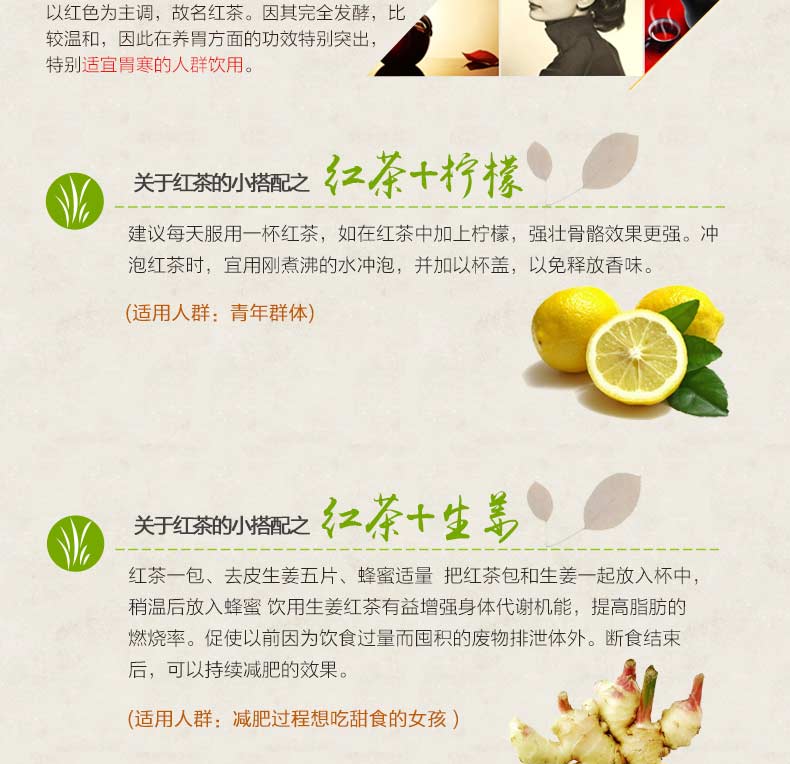 以红色为主调，故名红茶。因其完全发酵，比
较温和，因此在养胃方面的功效特别突出，
特别适宜胃寒的人群饮用。
关于红茶的小搭配之 红茶+柠檬
建议每天服用一杯红茶，如在红茶中加上柠檬，强壮骨骼效果更强。冲
泡红茶时，宜用刚煮沸的水冲泡，并加以杯盖，以免释放香味。
(适用人群：青年群体)
关于红茶的小搭配之 红茶+生姜
红茶一包、去皮生姜五片、蜂蜜适量 把红茶包和生姜一起放入杯中，
稍温后放入蜂蜜 饮用生姜红茶有益增强身体代谢机能，提高脂肪的
燃烧率。促使以前因为饮食过量而囤积的废物排泄体外。断食结束
后，可以持续减肥的效果。
(适用人群：减肥过程想吃甜食的女孩 )